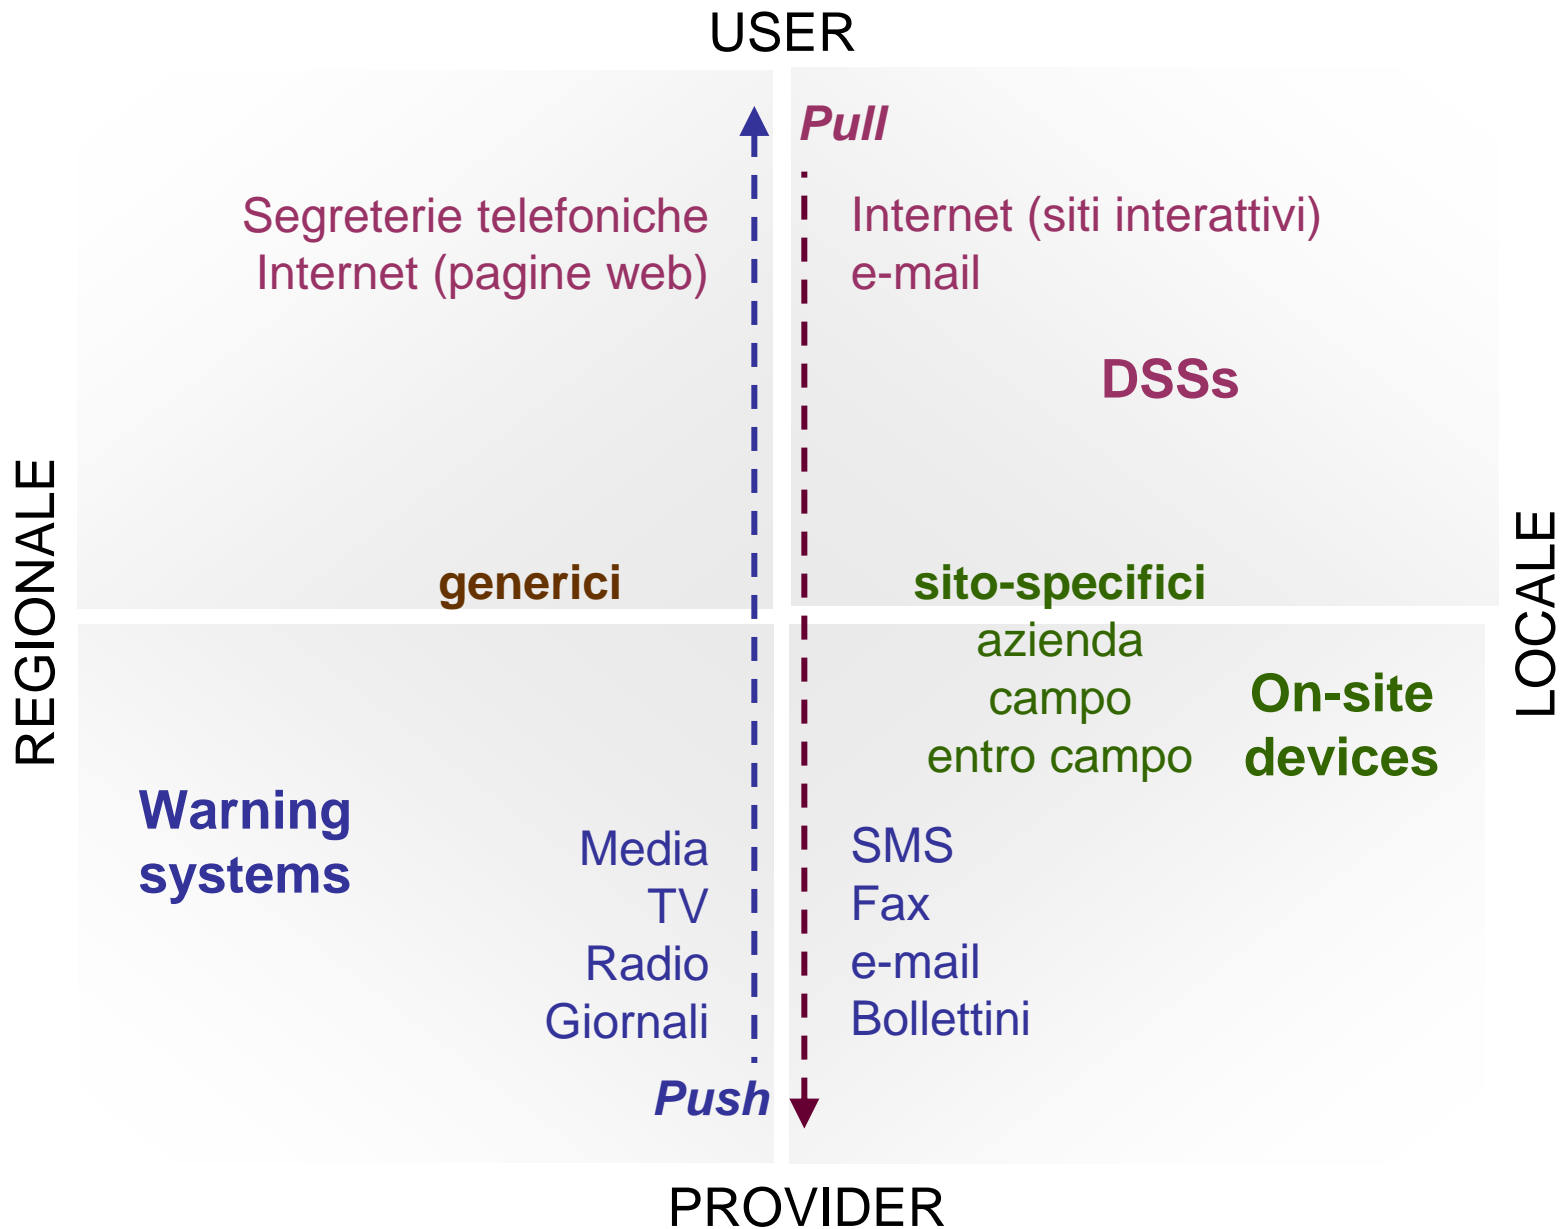 USER
Pull
Segreterie telefoniche
Internet (pagine web)
Internet (siti interattivi)
e-mail
DSSs
REGIONALE
LOCALE
generici
sito-specifici
azienda
campo
entro campo
On-site
devices
Warning
systems
Media
TV
Radio
Giornali
SMS
Fax
e-mail
Bollettini
Push
PROVIDER